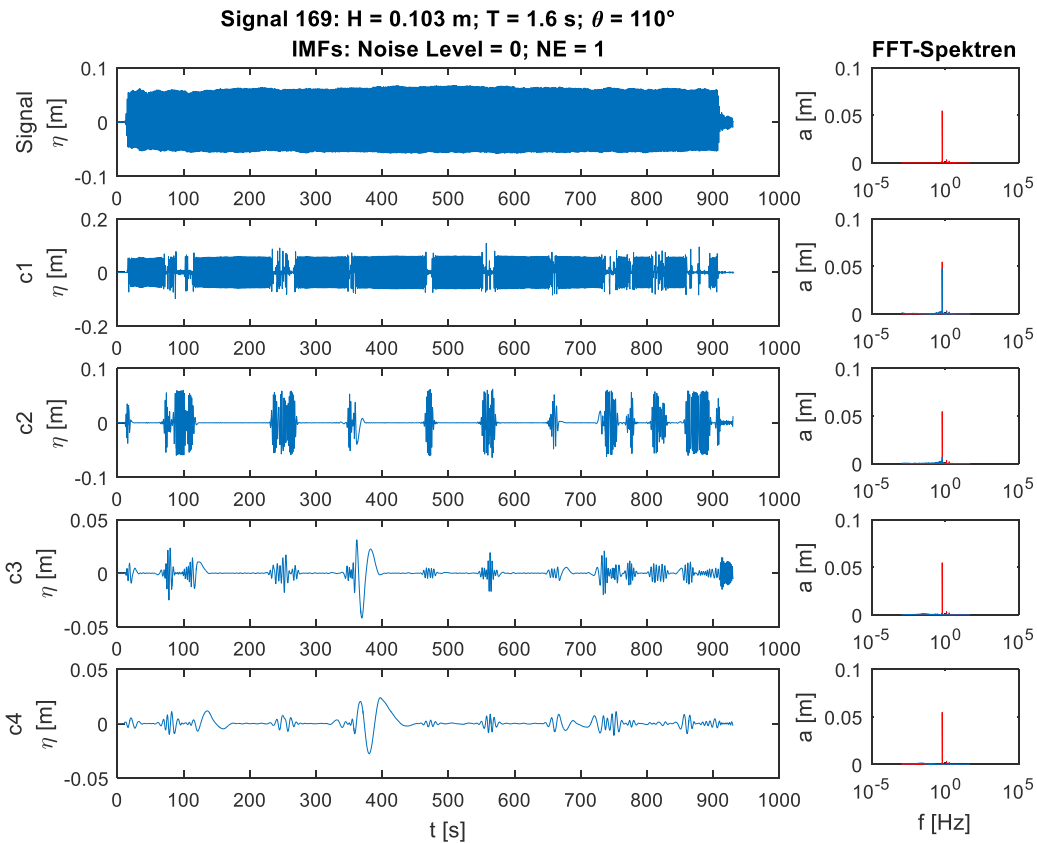 Signal 169: H = 0.103 m; T = 1.6 s; θ = 110°
IMFs: Noise Level = 0; NE = 1
FFT-Spektren
Signal
η [m]
0.1
0
-0.1
0 100 200 300 400 500 600 700 800 900 1000
a [m]
0.1
0.05
0
10^-5 10^0 10^5
c1
η [m]
0.2
0
-0.2
0 100 200 300 400 500 600 700 800 900 1000
a [m]
0.1
0.05
0
10^-5 10^0 10^5
c2
η [m]
0.1
0
-0.1
0 100 200 300 400 500 600 700 800 900 1000
a [m]
0.1
0.05
0
10^-5 10^0 10^5
c3
η [m]
0.05
0
-0.05
0 100 200 300 400 500 600 700 800 900 1000
a [m]
0.1
0.05
0
10^-5 10^0 10^5
c4
η [m]
0.05
0
-0.05
0 100 200 300 400 500 600 700 800 900 1000
t [s]
a [m]
0.1
0.05
0
10^-5 10^0 10^5
f [Hz]